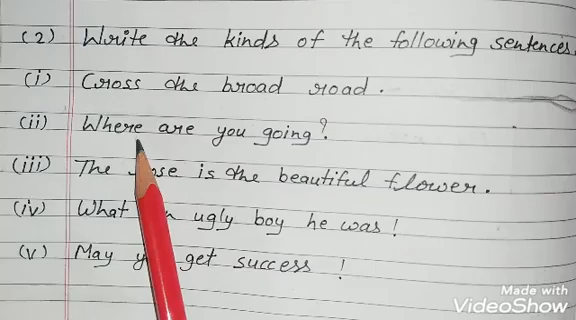 (2) Write the kinds of the following sentences.
(i) Cross the broad road.
(ii) Where are you going?
(iii) The is the beautiful flower.
(iv) What ugly boy he was!
(v) May get success!
Made with
VideoShow